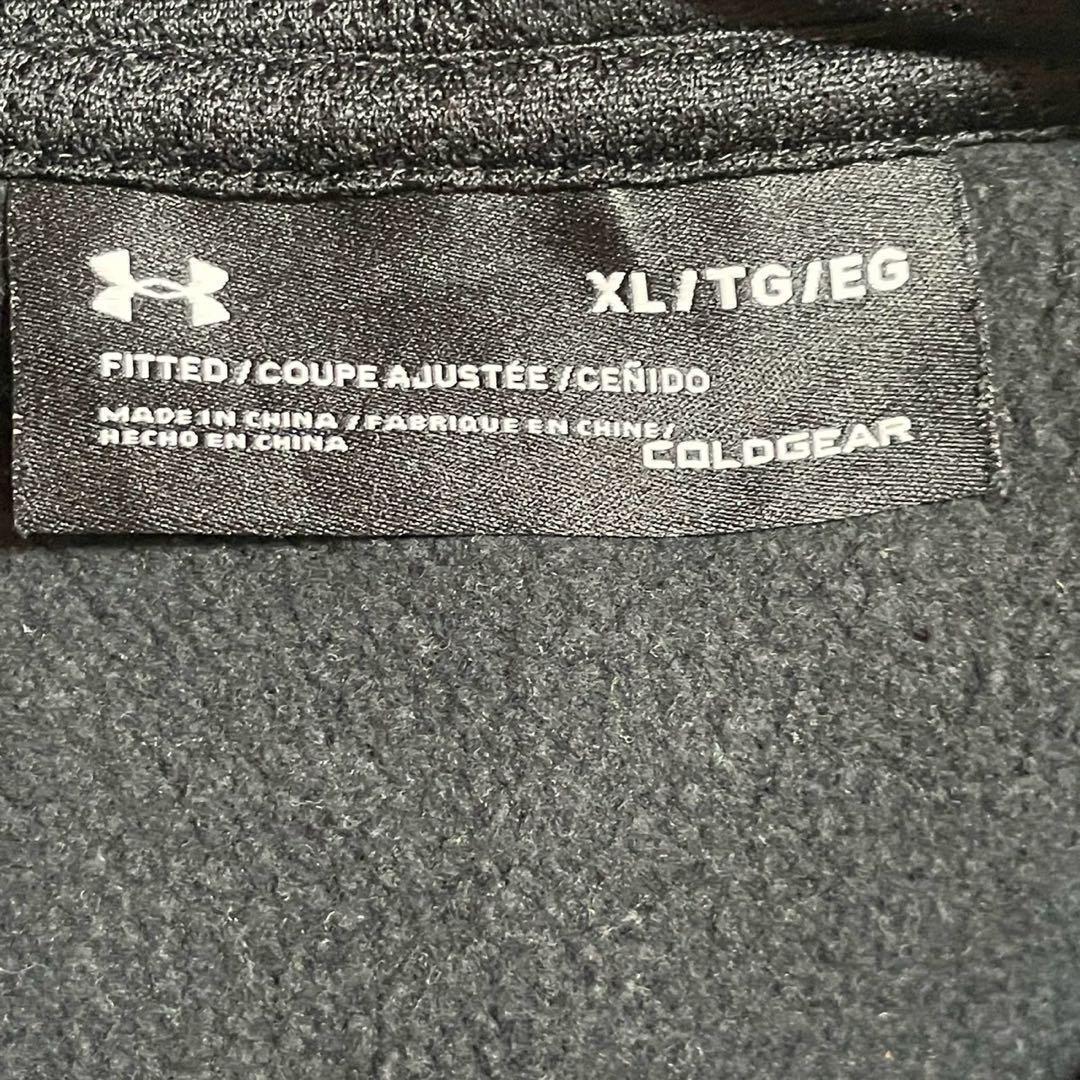 XL/TG/EG
FITTED/COUPE AJUSTÉE/CEÑIDO
MADE IN CHINA/FABRIQUE EN CHINE/
HECHO EN CHINA
COLDGEAR